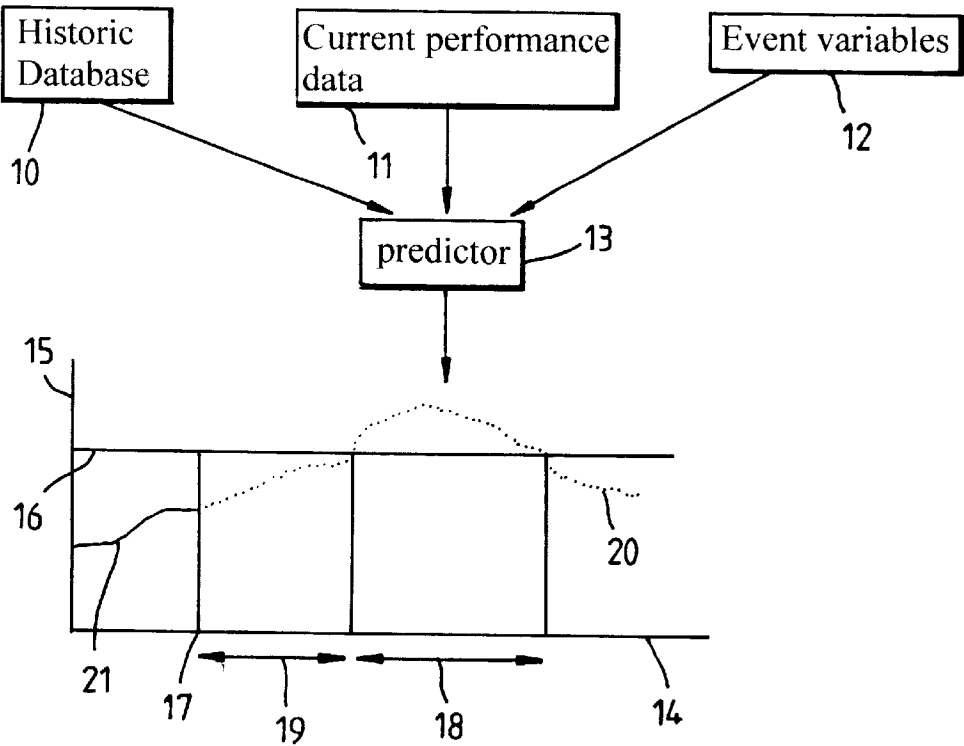 Historic
Database
Current performance
data
Event variables
10
11
12
predictor
13
15
16
20
21
17
19
18
14